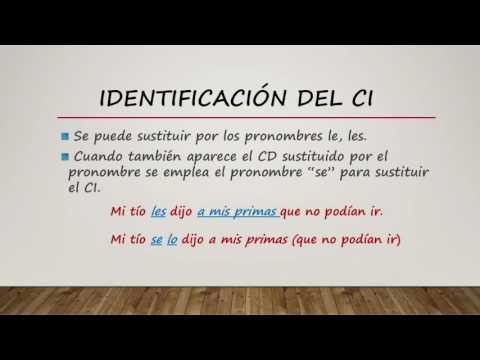 IDENTIFICACIÓN DEL CI
Se puede sustituir por los pronombres le, les.
Cuando también aparece el CD sustituido por el
pronombre se emplea el pronombre “se” para sustituir
el CI.
Mi tío les dijo a mis primas que no podían ir.
Mi tío se lo dijo a mis primas (que no podían ir)